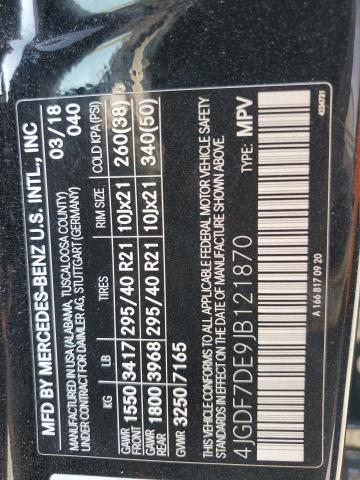 MFD BY MERCEDES-BENZ U.S. INTL., INC
MANUFACTURED IN USA (ALABAMA, TUSCALOOSA COUNTY)
UNDER CONTRACT FOR DAIMLER AG, STUTTGART (GERMANY)
03/18
040
KG LB TIRES RIM SIZE COLD KPA (PSI)
GAWR FRONT 1550 3417 295/40 R21 10Jx21 260(38)
GAWR REAR 1800 3968 295/40 R21 10Jx21 340(50)
GVWR 3250 7165
THIS VEHICLE CONFORMS TO ALL APPLICABLE FEDERAL MOTOR VEHICLE SAFETY
STANDARDS IN EFFECT ON THE DATE OF MANUFACTURE SHOWN ABOVE.
4JGDF7DE9JB121870 TYPE: MPV
A 166 817 09 20
4224731